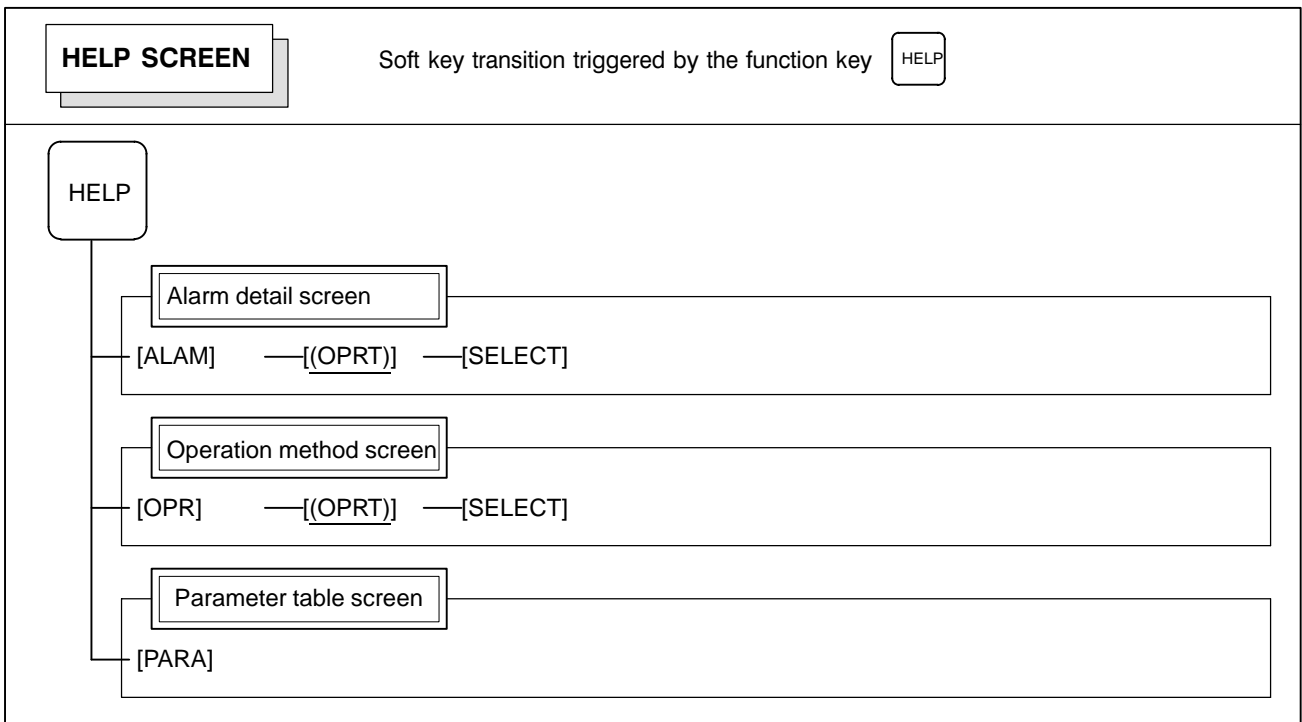 HELP SCREEN
Soft key transition triggered by the function key
HELP
HELP
Alarm detail screen
[ALAM] [(OPRT)] [SELECT]
Operation method screen
[OPR] [(OPRT)] [SELECT]
Parameter table screen
[PARA]